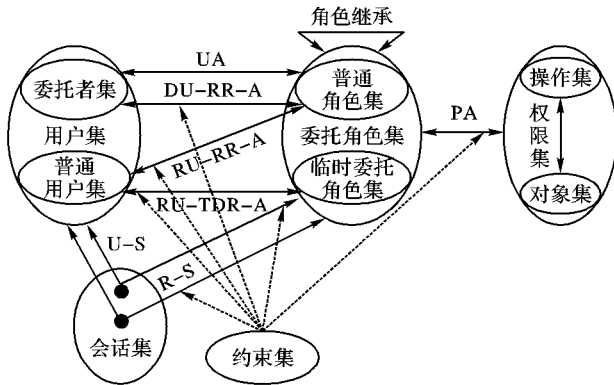 角色继承
UA
委托者集
普通
角色集
操作集
DU-RR-A
用户集
委托角色集
PA
权
限
集
RU-RR-A
普通
用户集
临时委托
角色集
对象集
RU-TDR-A
U-S
R-S
会话集
约束集